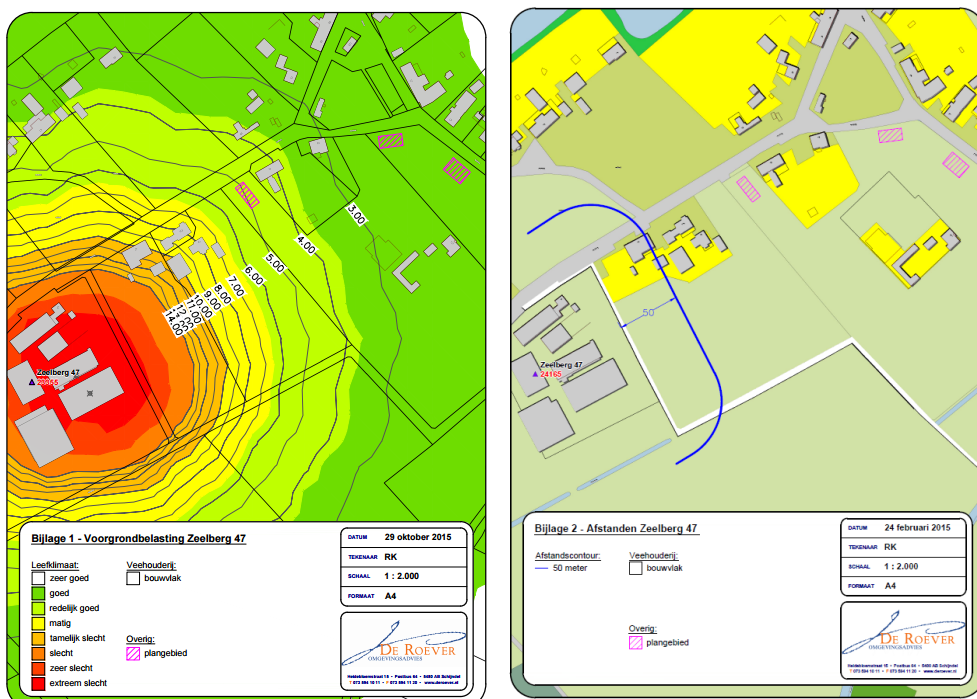 3.00
4.00
5.00
6.00
7.00
8.00
9.00
10.00
11.00
14.00
Zeelberg 47
Bijlage 1 - Voorgrondbelasting Zeelberg 47
Leefklimaat:
zeer goed
goed
redelijk goed
matig
tamelijk slecht
slecht
zeer slecht
extreem slecht
Veehouderij:
bouwvlak
Overig:
plangebied
DATUM 29 oktober 2015
TEKENAAR RK
SCHAAL 1 : 2.000
FORMAAT A4
DE ROEVER
OMGEVINGSADVIES
50
Zeelberg 47
24165
Bijlage 2 - Afstanden Zeelberg 47
Afstandscontour:
50 meter
Veehouderij:
bouwvlak
Overig:
plangebied
DATUM 24 februari 2015
TEKENAAR RK
SCHAAL 1 : 2.000
FORMAAT A4
DE ROEVER
OMGEVINGSADVIES